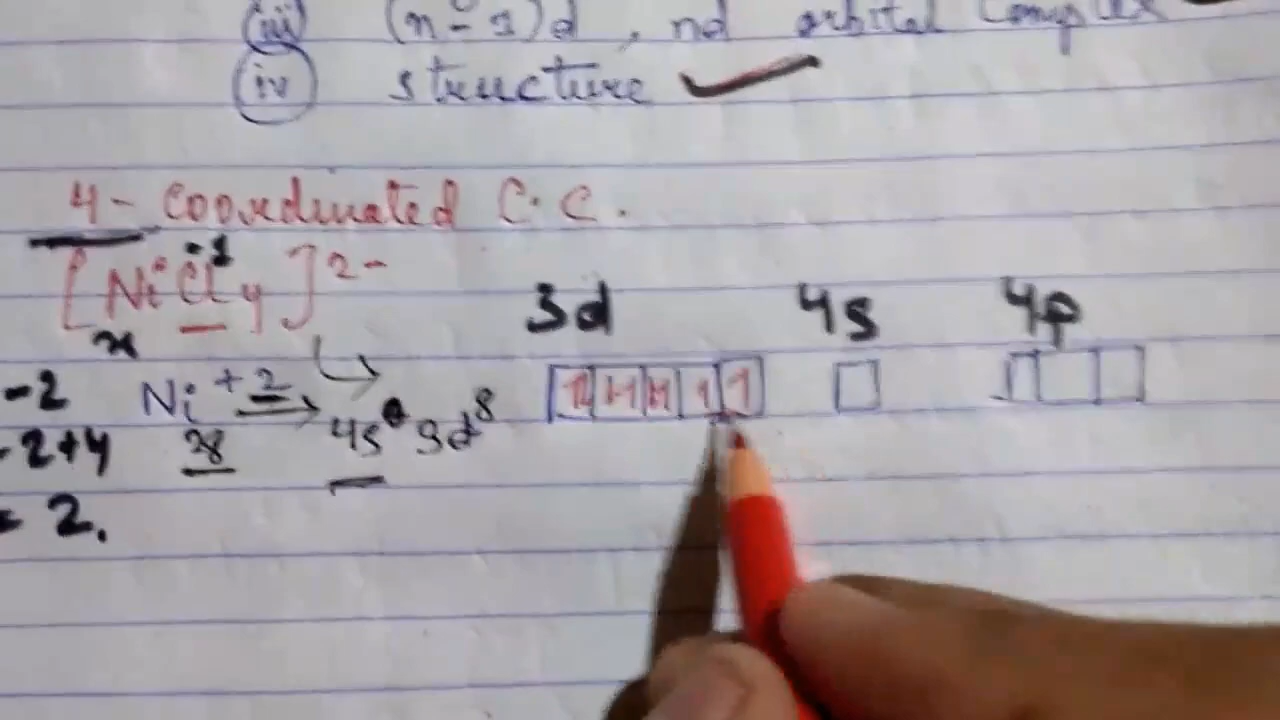 (iii) (n-1)d, nd orbital complex
(iv) structure
4- Coordinated C.C.
[NiCl4]2-
-1
x
3d 4s 4p
-2 Ni+2 → 4s0 3d8
28
-2+4
= 2.